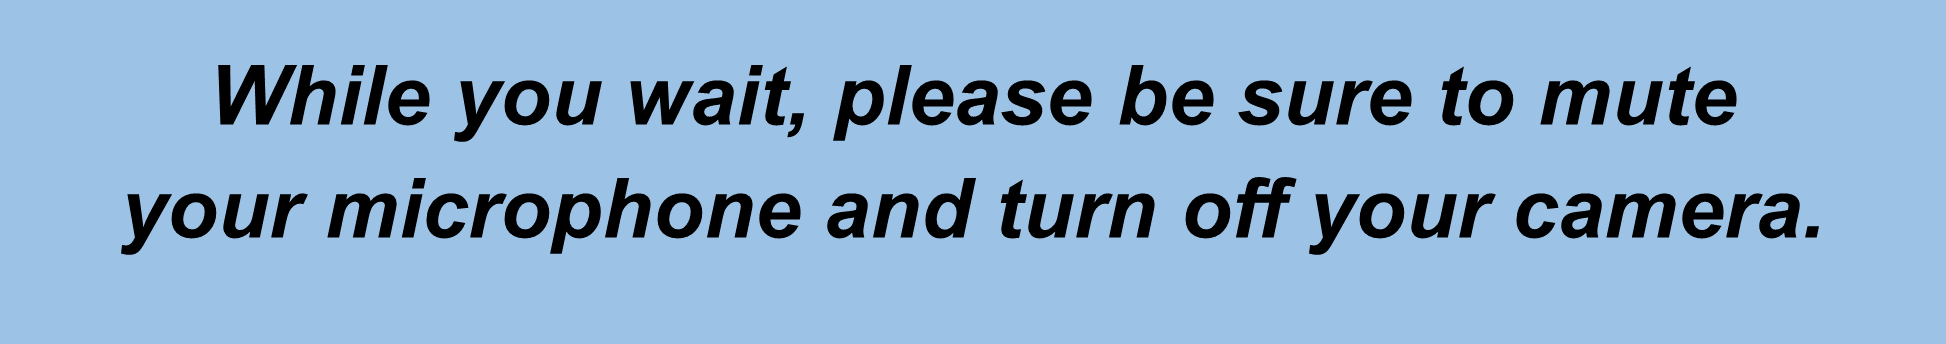 While you wait, please be sure to mute
your microphone and turn off your camera.